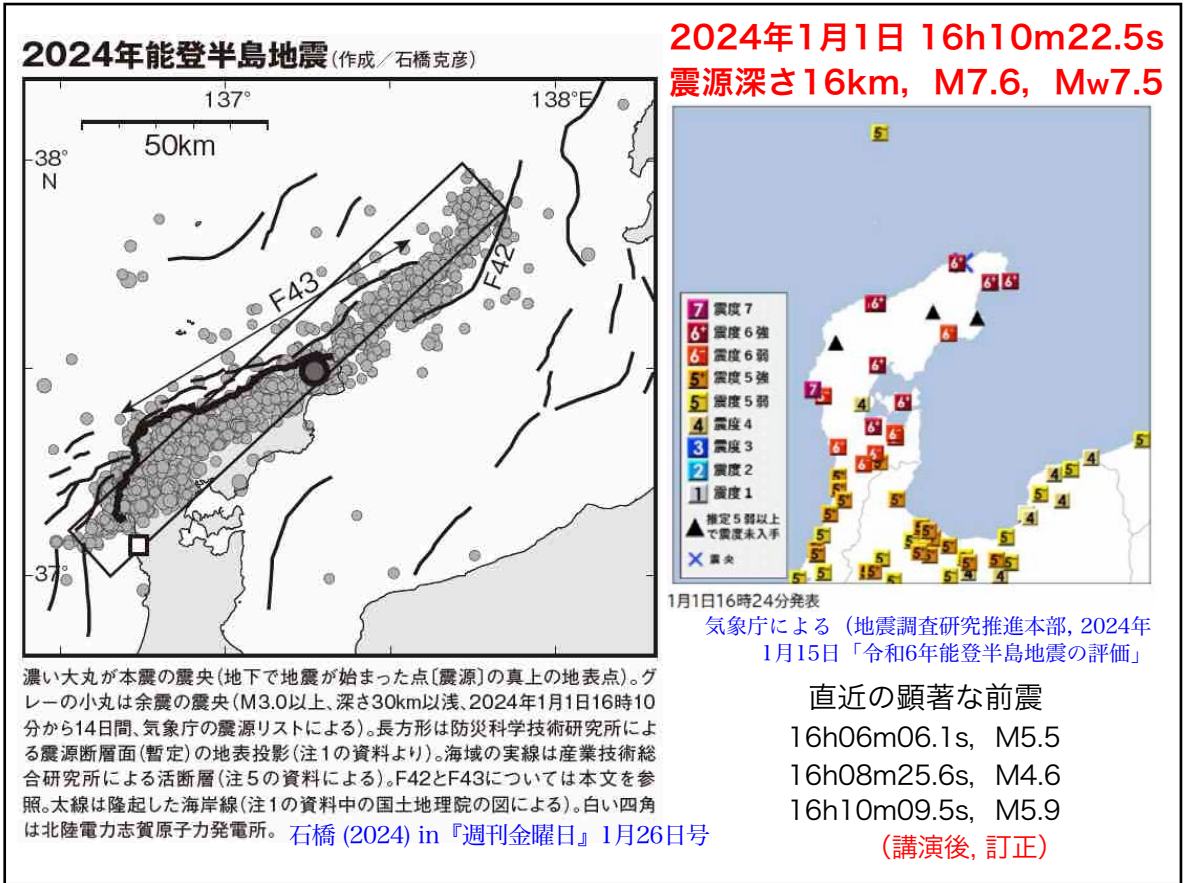 2024年能登半島地震(作成／石橋克彦)
137°
138°E
50km
38°
N
F43
F42
37°
濃い大丸が本震の震央(地下で地震が始まった点〔震源〕の真上の地表点)。グ
レーの小丸は余震の震央(M3.0以上、深さ30km以浅、2024年1月1日16時10
分から14日間、気象庁の震源リストによる)。長方形は防災科学技術研究所によ
る震源断層面(暫定)の地表投影(注1の資料より)。海域の実線は産業技術総
合研究所による活断層(注5の資料による)。F42とF43については本文を参
照。太線は隆起した海岸線(注1の資料中の国土地理院の図による)。白い四角
は北陸電力志賀原子力発電所。
石橋 (2024) in『週刊金曜日』1月26日号
2024年1月1日 16h10m22.5s
震源深さ16km, M7.6, Mw7.5
7 震度7
6+ 震度6強
6- 震度6弱
5+ 震度5強
5- 震度5弱
4 震度4
3 震度3
2 震度2
1 震度1
推定5弱以上
で震度未入手
震央
1月1日16時24分発表
気象庁による（地震調査研究推進本部, 2024年
1月15日「令和6年能登半島地震の評価」
直近の顕著な前震
16h06m06.1s, M5.5
16h08m25.6s, M4.6
16h10m09.5s, M5.9
（講演後, 訂正）